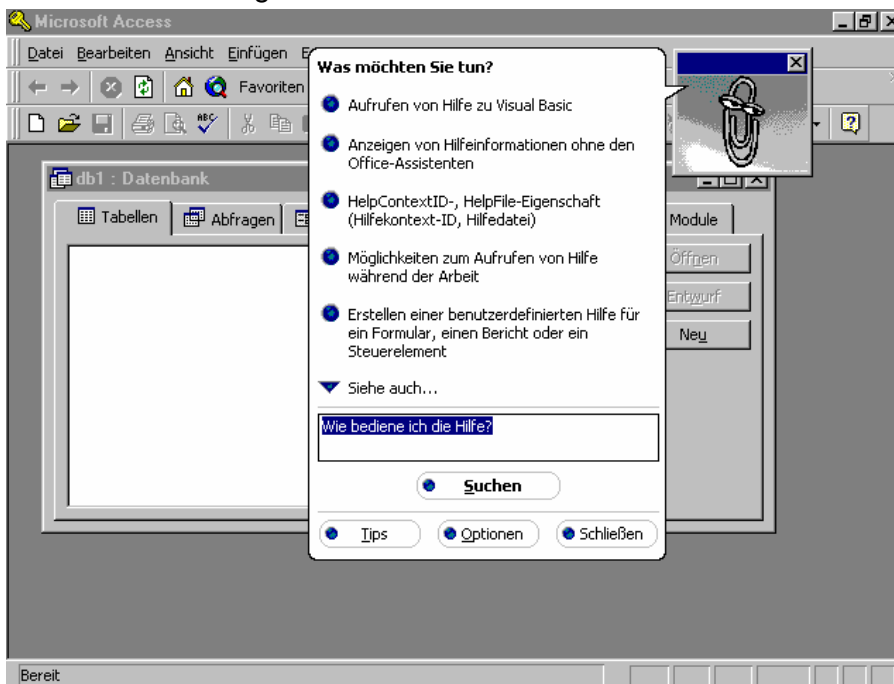 Microsoft Access
Datei Bearbeiten Ansicht Einfügen E
Favoriten
Was möchten Sie tun?
Aufrufen von Hilfe zu Visual Basic
Anzeigen von Hilfeinformationen ohne den
Office-Assistenten
HelpContextID-, HelpFile-Eigenschaft
(Hilfekontext-ID, Hilfedatei)
Möglichkeiten zum Aufrufen von Hilfe
während der Arbeit
Erstellen einer benutzerdefinierten Hilfe für
ein Formular, einen Bericht oder ein
Steuerelement
Siehe auch...
Wie bediene ich die Hilfe?
Suchen
Tips Optionen Schließen
db1 : Datenbank
Tabellen Abfragen Module
Öffnen
Entwurf
Neu
Bereit